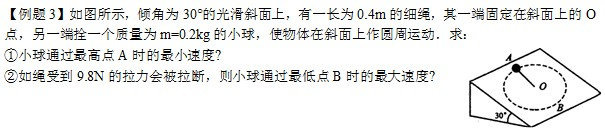 【例题 3】如图所示，倾角为 30°的光滑斜面上，有一长为 0.4m 的细绳，其一端固定在斜面上的 O
点，另一端拴一个质量为 m=0.2kg 的小球，使物体在斜面上作圆周运动．求：
①小球通过最高点 A 时的最小速度？
②如绳受到 9.8N 的拉力会被拉断，则小球通过最低点 B 时的最大速度？
A
O
B
30°